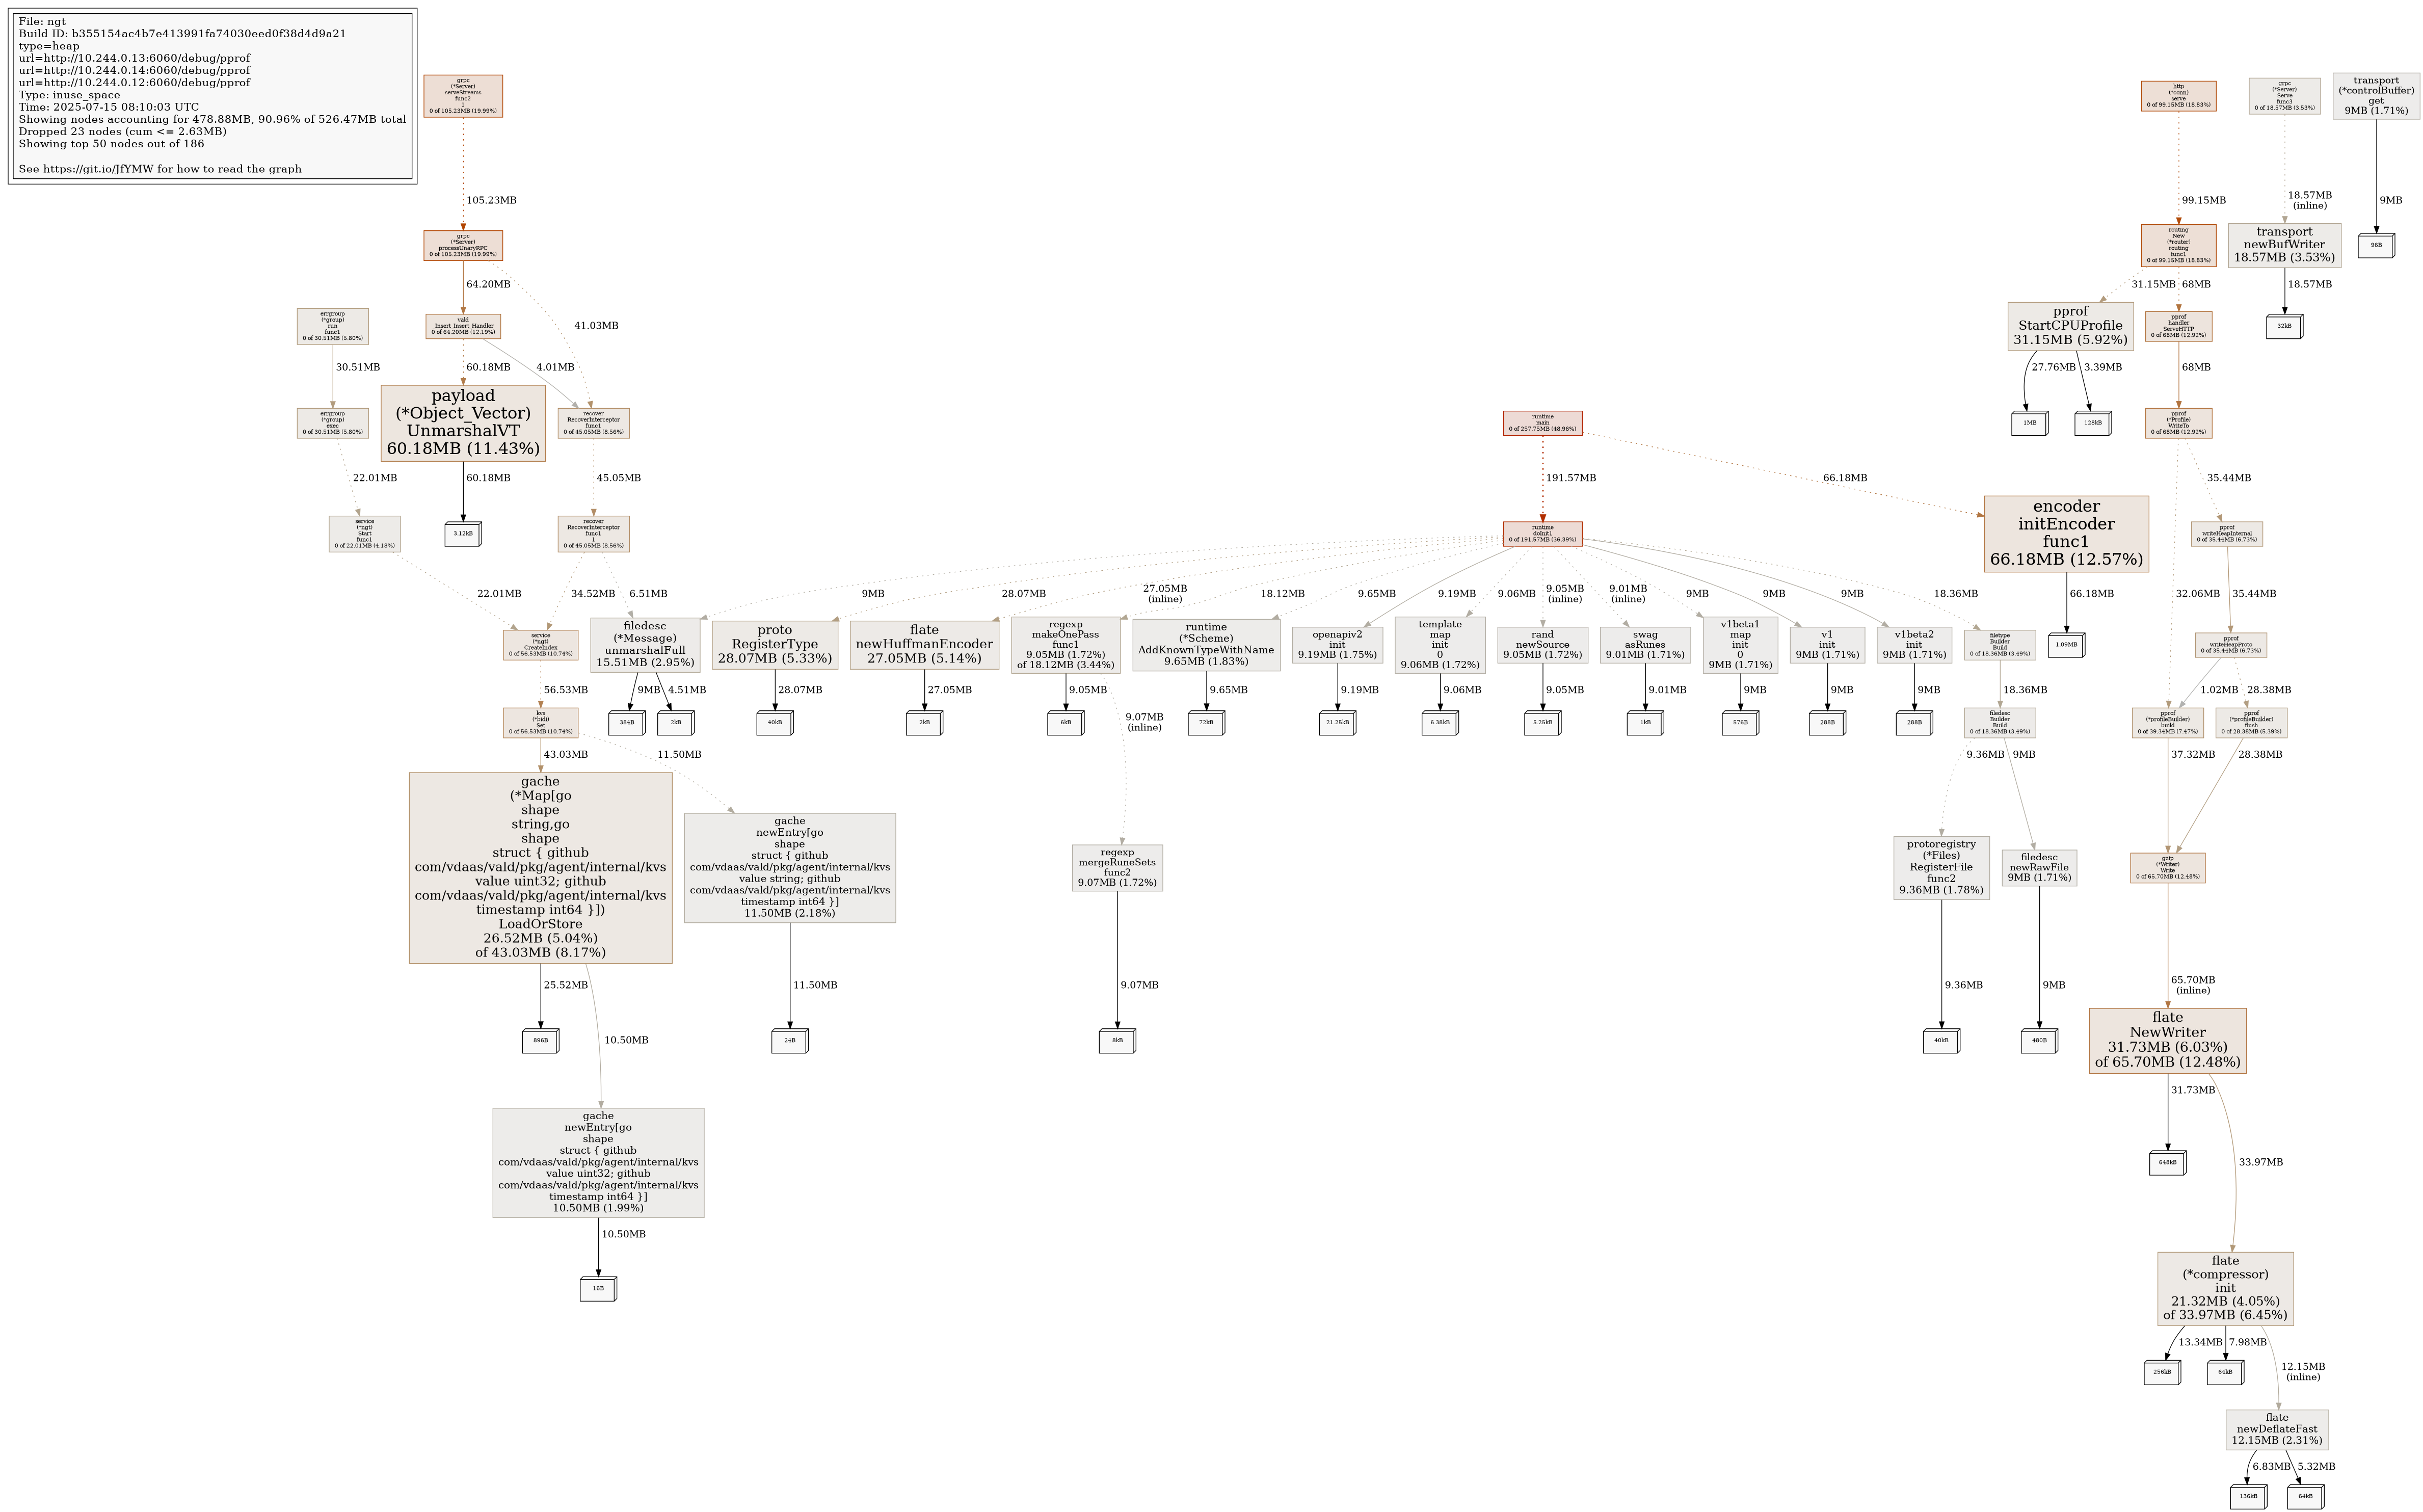 File: ngt
Build ID: b355154ac4b7e413991fa74030eed0f38d4d9a21
type=heap
url=http://10.244.0.13:6060/debug/pprof
url=http://10.244.0.14:6060/debug/pprof
url=http://10.244.0.12:6060/debug/pprof
Type: inuse_space
Time: 2025-07-15 08:10:03 UTC
Showing nodes accounting for 478.88MB, 90.96% of 526.47MB total
Dropped 23 nodes (cum <= 2.63MB)
Showing top 50 nodes out of 186
See https://git.io/JfYMW for how to read the graph
grpc
(*Server)
serveStreams
func2
1
0 of 105.23MB (19.99%)
http
(*conn)
serve
0 of 99.15MB (18.83%)
grpc
(*Server)
Serve
func3
0 of 18.57MB (3.53%)
transport
(*controlBuffer)
get
9MB (1.71%)
105.23MB
99.15MB
18.57MB
(inline)
9MB
grpc
(*Server)
processUnaryRPC
0 of 105.23MB (19.99%)
routing
New
(*router)
routing
func1
0 of 99.15MB (18.83%)
transport
newBufWriter
18.57MB (3.53%)
96B
64.20MB
41.03MB
31.15MB
68MB
18.57MB
errgroup
(*group)
run
func1
0 of 30.51MB (5.80%)
vald
_Insert_Insert_Handler
0 of 64.20MB (12.19%)
pprof
StartCPUProfile
31.15MB (5.92%)
pprof
handler
ServeHTTP
0 of 68MB (12.92%)
32kB
30.51MB
60.18MB
4.01MB
27.76MB
3.39MB
68MB
errgroup
(*group)
exec
0 of 30.51MB (5.80%)
payload
(*Object_Vector)
UnmarshalVT
60.18MB (11.43%)
recover
RecoverInterceptor
func1
0 of 45.05MB (8.56%)
runtime
main
0 of 257.75MB (48.96%)
1MB
128kB
pprof
(*Profile)
WriteTo
0 of 68MB (12.92%)
22.01MB
60.18MB
45.05MB
191.57MB
66.18MB
35.44MB
service
(*ngt)
Start
func1
0 of 22.01MB (4.18%)
3.12kB
recover
RecoverInterceptor
func1
1
0 of 45.05MB (8.56%)
runtime
doInit1
0 of 191.57MB (36.39%)
encoder
initEncoder
func1
66.18MB (12.57%)
pprof
writeHeapInternal
0 of 35.44MB (6.73%)
22.01MB
34.52MB
6.51MB
9MB
28.07MB
27.05MB
(inline)
18.12MB
9.65MB
9.19MB
9.06MB
9.05MB
(inline)
9.01MB
(inline)
9MB
9MB
9MB
18.36MB
66.18MB
32.06MB
35.44MB
service
(*ngt)
CreateIndex
0 of 56.53MB (10.74%)
filedesc
(*Message)
unmarshalFull
15.51MB (2.95%)
proto
RegisterType
28.07MB (5.33%)
flate
newHuffmanEncoder
27.05MB (5.14%)
regexp
makeOnePass
func1
9.05MB (1.72%)
of 18.12MB (3.44%)
runtime
(*Scheme)
AddKnownTypeWithName
9.65MB (1.83%)
openapiv2
init
9.19MB (1.75%)
template
map
init
0
9.06MB (1.72%)
rand
newSource
9.05MB (1.72%)
swag
asRunes
9.01MB (1.71%)
v1beta1
map
init
0
9MB (1.71%)
v1
init
9MB (1.71%)
v1beta2
init
9MB (1.71%)
filetype
Builder
Build
0 of 18.36MB (3.49%)
1.09MB
pprof
writeHeapProto
0 of 35.44MB (6.73%)
56.53MB
9MB
4.51MB
28.07MB
27.05MB
9.05MB
9.07MB
(inline)
9.65MB
9.19MB
9.06MB
9.05MB
9.01MB
9MB
9MB
9MB
18.36MB
1.02MB
28.38MB
kvs
(*bidi)
Set
0 of 56.53MB (10.74%)
384B
2kB
40kB
2kB
6kB
72kB
21.25kB
6.38kB
5.25kB
1kB
576B
288B
288B
filedesc
Builder
Build
0 of 18.36MB (3.49%)
pprof
(*profileBuilder)
build
0 of 39.34MB (7.47%)
pprof
(*profileBuilder)
flush
0 of 28.38MB (5.39%)
43.03MB
11.50MB
9.36MB
9MB
37.32MB
28.38MB
gache
(*Map[go
shape
string,go
shape
struct { github
com/vdaas/vald/pkg/agent/internal/kvs
value uint32; github
com/vdaas/vald/pkg/agent/internal/kvs
timestamp int64 }])
LoadOrStore
26.52MB (5.04%)
of 43.03MB (8.17%)
gache
newEntry[go
shape
struct { github
com/vdaas/vald/pkg/agent/internal/kvs
value string; github
com/vdaas/vald/pkg/agent/internal/kvs
timestamp int64 }]
11.50MB (2.18%)
regexp
mergeRuneSets
func2
9.07MB (1.72%)
protoregistry
(*Files)
RegisterFile
func2
9.36MB (1.78%)
filedesc
newRawFile
9MB (1.71%)
gzip
(*Writer)
Write
0 of 65.70MB (12.48%)
25.52MB
10.50MB
11.50MB
9.07MB
9.36MB
9MB
65.70MB
(inline)
896B
24B
8kB
40kB
480B
flate
NewWriter
31.73MB (6.03%)
of 65.70MB (12.48%)
31.73MB
33.97MB
gache
newEntry[go
shape
struct { github
com/vdaas/vald/pkg/agent/internal/kvs
value uint32; github
com/vdaas/vald/pkg/agent/internal/kvs
timestamp int64 }]
10.50MB (1.99%)
648kB
10.50MB
16B
flate
(*compressor)
init
21.32MB (4.05%)
of 33.97MB (6.45%)
13.34MB
7.98MB
12.15MB
(inline)
256kB
64kB
flate
newDeflateFast
12.15MB (2.31%)
6.83MB
5.32MB
136kB
64kB